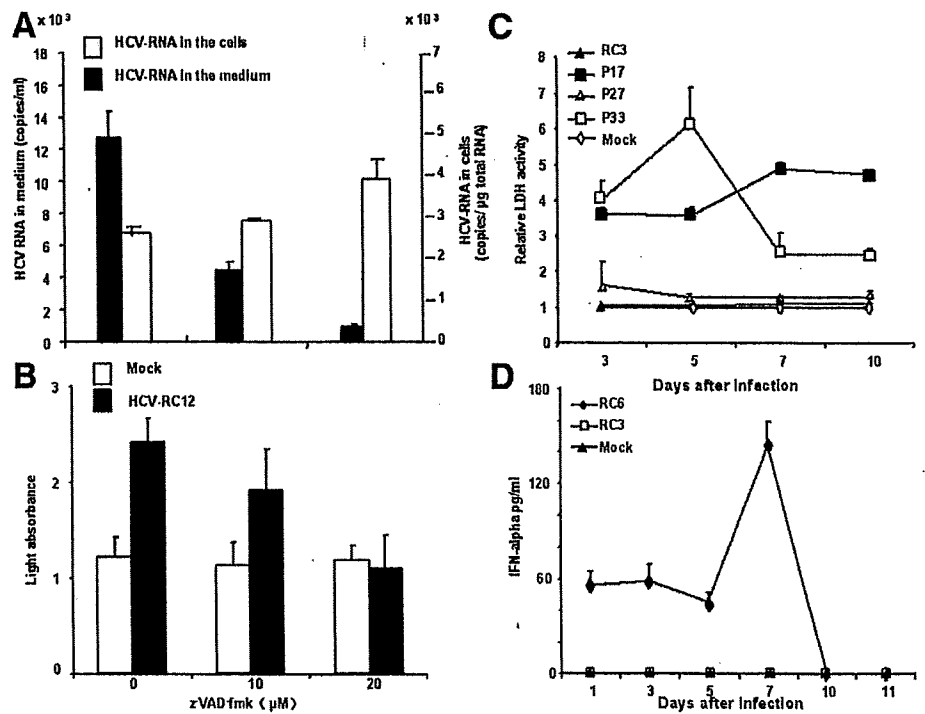 A
x 10³
x 10³
HCV-RNA in the cells
HCV-RNA in the medium
18
16
14
12
10
8
6
4
2
0
HCV RNA in medium (copies/ml)
7
6
5
4
3
2
1
0
HCV-RNA in cells
(copies/ µg total RNA)
B
Mock
HCV-RC12
3
2
1
0
Light absorbance
0
10
20
zVAD-fmk ( µM)
C
RC3
P17
P27
P33
Mock
8
7
6
5
4
3
2
1
0
Relative LDH activity
3
5
7
10
Days after Infection
D
RC6
RC3
Mock
180
120
60
0
IFN-alpha pg/ml
1
3
5
7
10
11
Days after Infection